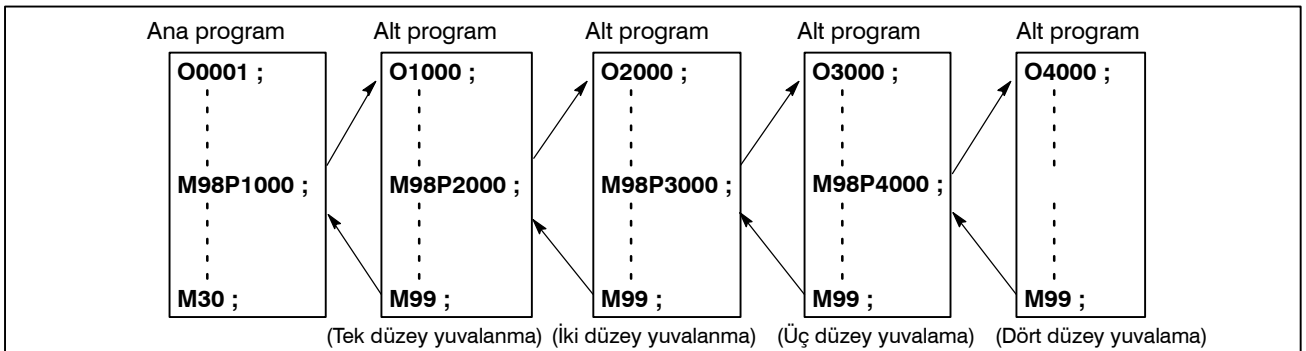 Ana program Alt program Alt program Alt program Alt program
O0001 ; O1000 ; O2000 ; O3000 ; O4000 ;
M98P1000 ; M98P2000 ; M98P3000 ; M98P4000 ;
M30 ; M99 ; M99 ; M99 ; M99 ;
(Tek düzey yuvalanma) (İki düzey yuvalanma) (Üç düzey yuvalama) (Dört düzey yuvalama)